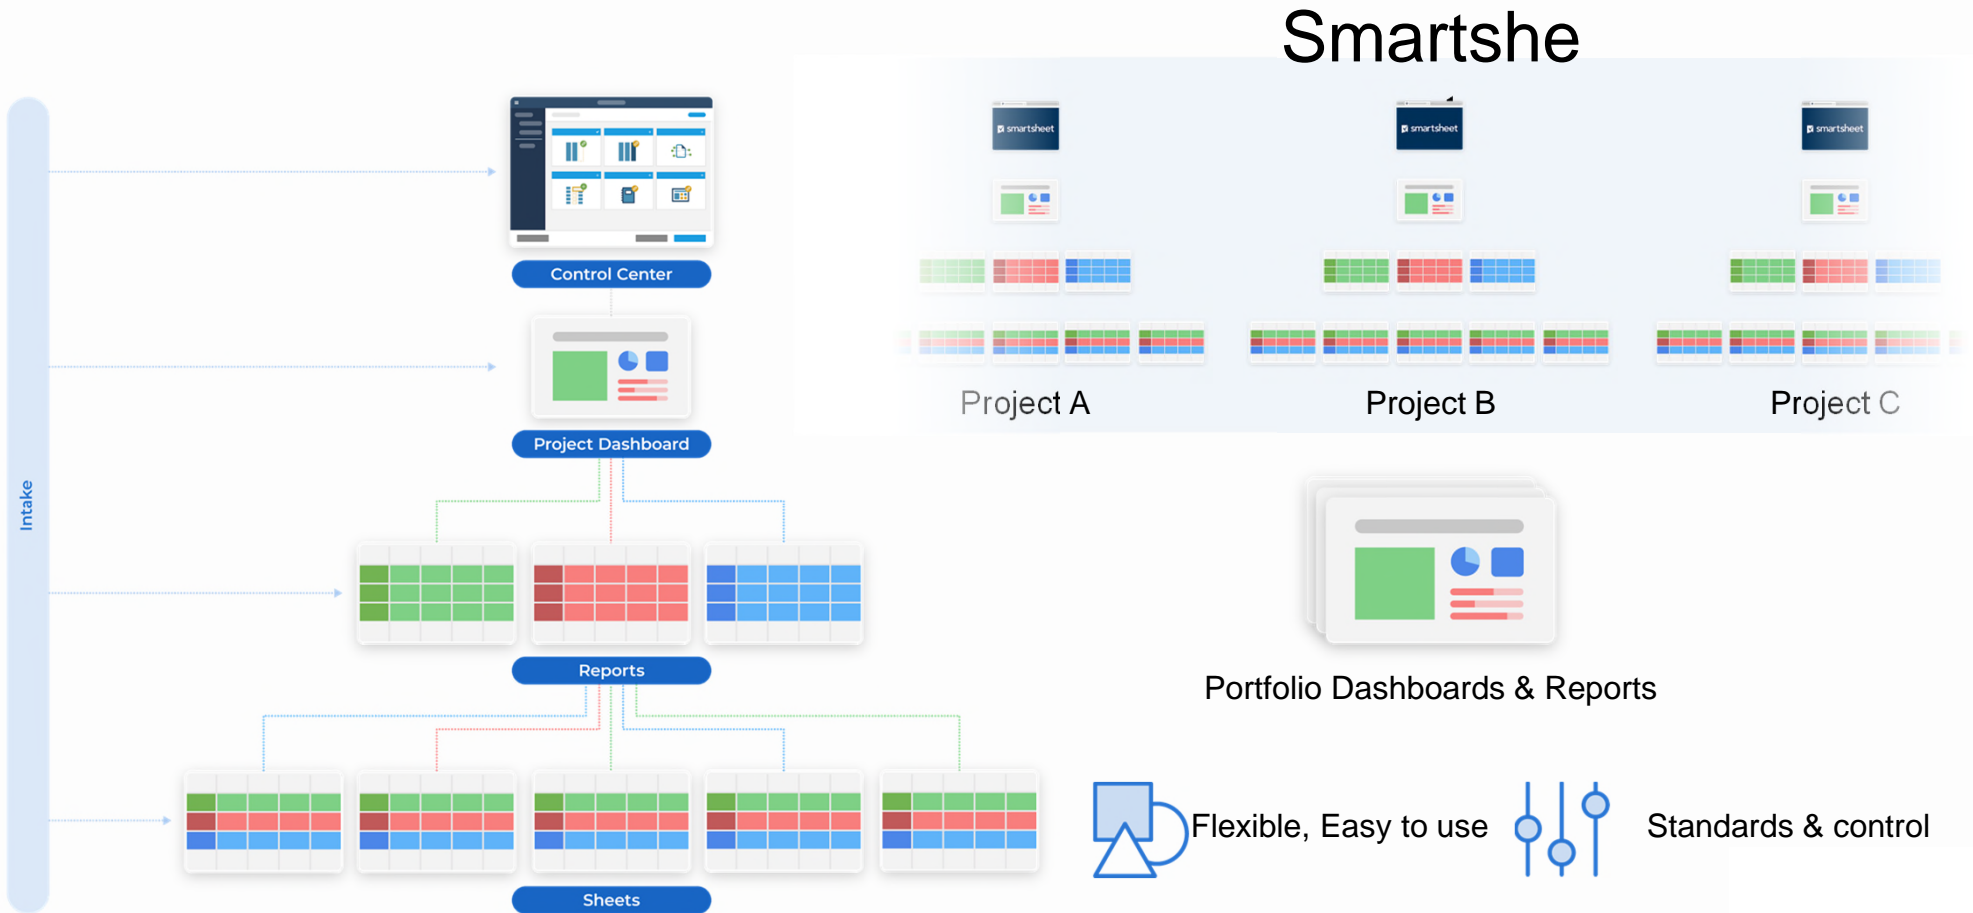 Smartshe
smartsheet
smartsheet
smartsheet
Control Center
Project A
Project B
Project C
Project Dashboard
Intake
Reports
Portfolio Dashboards & Reports
Flexible, Easy to use
Standards & control
Sheets